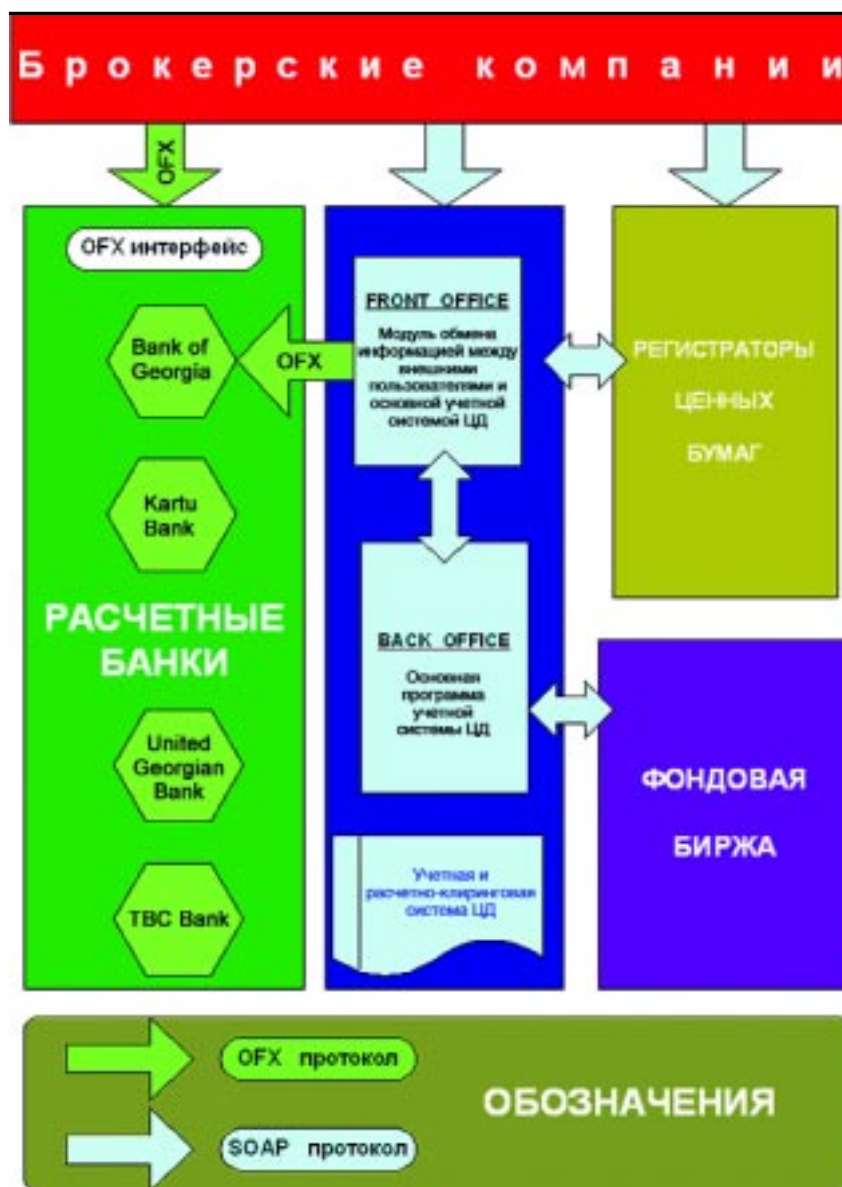 Брокерские компании
OFX
OFX интерфейс
Bank of
Georgia
OFX
Kartu
Bank
РАСЧЕТНЫЕ
БАНКИ
United
Georgian
Bank
TBC Bank
FRONT OFFICE
Модуль обмена
информацией между
внешними
пользователями и
основной учетной
системой ЦД
BACK OFFICE
Основная
программа
учетной
системы ЦД
Учетная и
расчетно-клиринговая
система ЦД
РЕГИСТРАТОРЫ
ЦЕННЫХ
БУМАГ
ФОНДОВАЯ
БИРЖА
OFX протокол
SOAP протокол
ОБОЗНАЧЕНИЯ